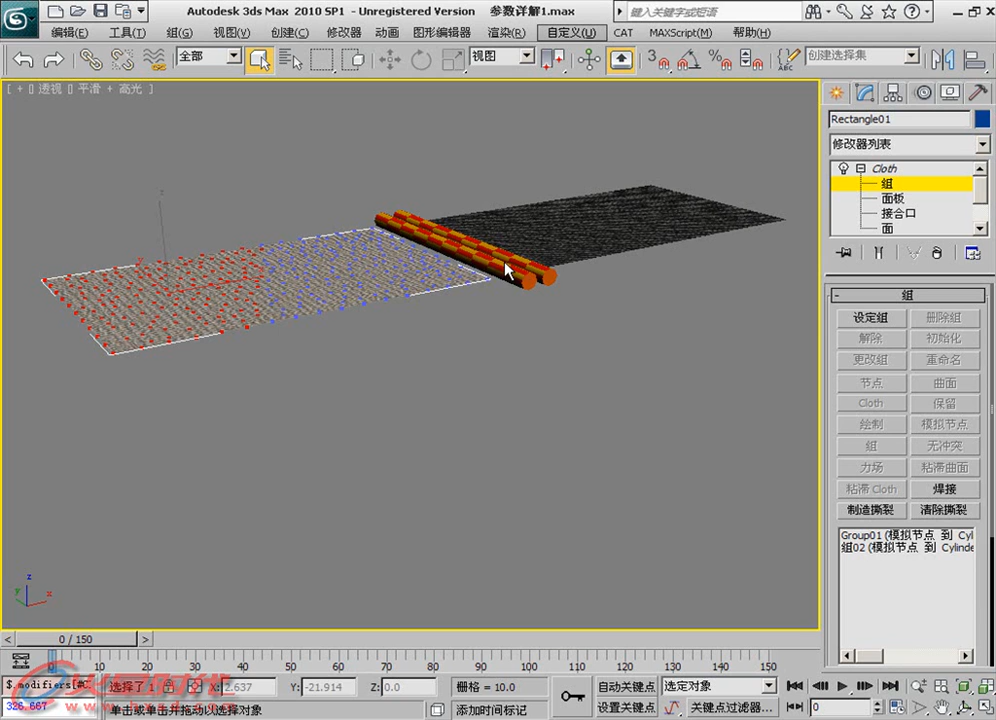 Autodesk 3ds Max 2010 SP1 - Unregistered Version 参数详解1.max
键入关键字或短语
编辑(E) 工具(T) 组(G) 视图(V) 创建(C) 修改器 动画 图形编辑器 渲染(R) 自定义(U) CAT MAXScript(M) 帮助(H)
全部
视图
3
ABC
创建选择集
[ + 0 透视 0 平滑 + 高光 ]
Rectangle01
修改器列表
Cloth
组
面板
接合口
面
- 组
设定组 删除组
解除 初始化
更改组 重命名
节点 曲面
Cloth 保留
绘制 模拟节点
组 无冲突
力场 粘滞曲面
粘滞 Cloth 焊接
制造撕裂 清除撕裂
Group01 (模拟节点 到 Cyl
组02 (模拟节点 到 Cylinde
z
y
x
< 0 / 150 >
0 10 20 30 40 50 60 70 80 90 100 110 120 130 140 150
$.modifiers[#C
选择了 1
X: 2.637 Y: -21.914 Z: 0.0
栅格 = 10.0
自动关键点 选定对象
326.667
单击或单击并拖动以选择对象
添加时间标记
设置关键点 关键点过滤器...
0